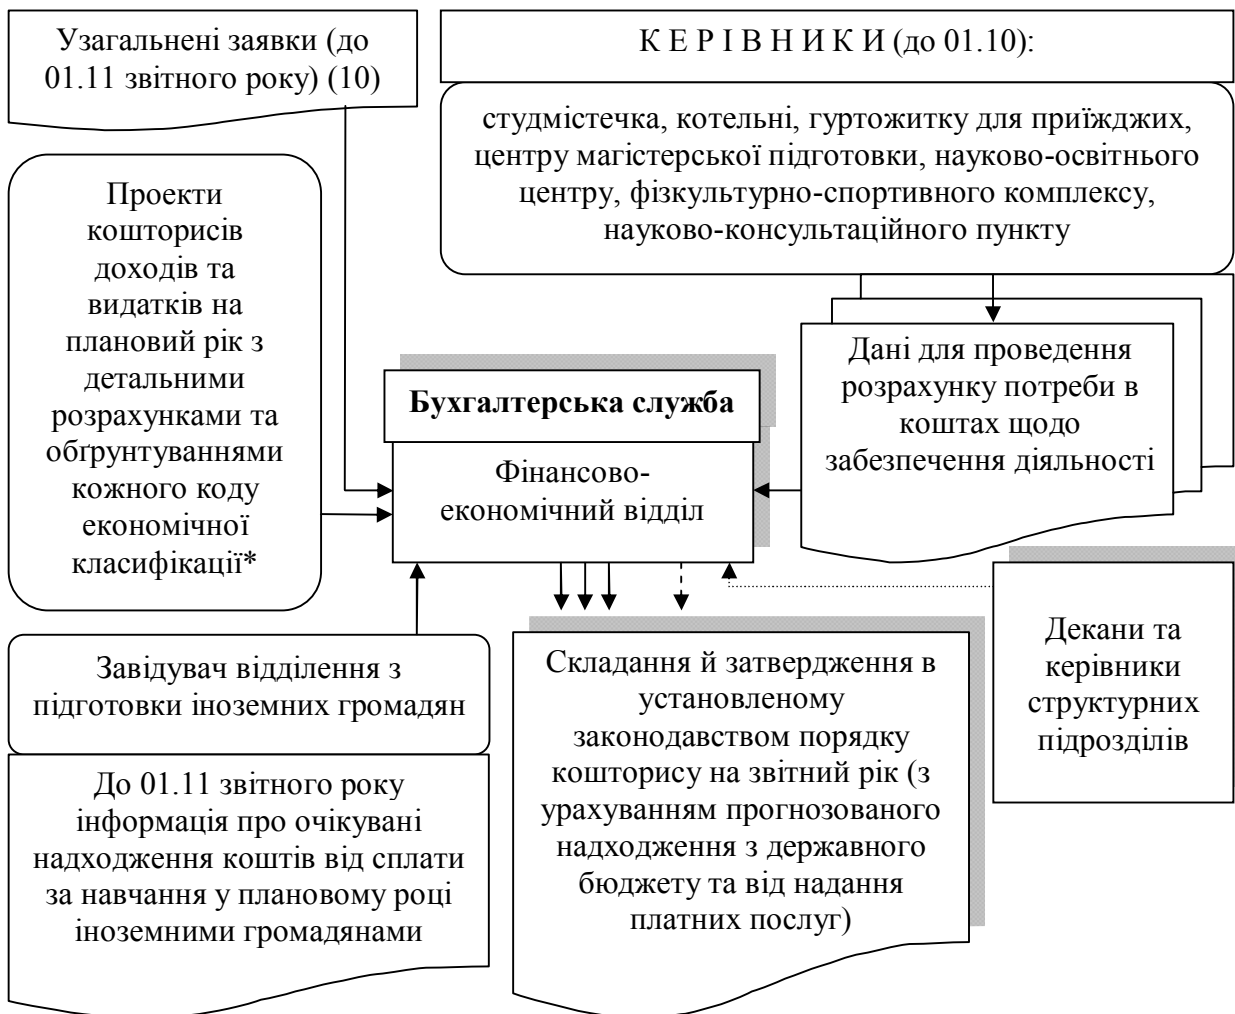 Узагальнені заявки (до
01.11 звітного року) (10)
К Е Р І В Н И К И (до 01.10):
студмістечка, котельні, гуртожитку для приїжджих,
центру магістерської підготовки, науково-освітнього
центру, фізкультурно-спортивного комплексу,
науково-консультаційного пункту
Проекти
кошторисів
доходів та
видатків на
плановий рік з
детальними
розрахунками та
обґрунтуваннями
кожного коду
економічної
класифікації*
Дані для проведення
розрахунку потреби в
коштах щодо
забезпечення діяльності
Бухгалтерська служба
Фінансово-
економічний відділ
Завідувач відділення з
підготовки іноземних громадян
До 01.11 звітного року
інформація про очікувані
надходження коштів від сплати
за навчання у плановому році
іноземними громадянами
Складання й затвердження в
установленому
законодавством порядку
кошторису на звітний рік (з
урахуванням прогнозованого
надходження з державного
бюджету та від надання
платних послуг)
Декани та
керівники
структурних
підрозділів